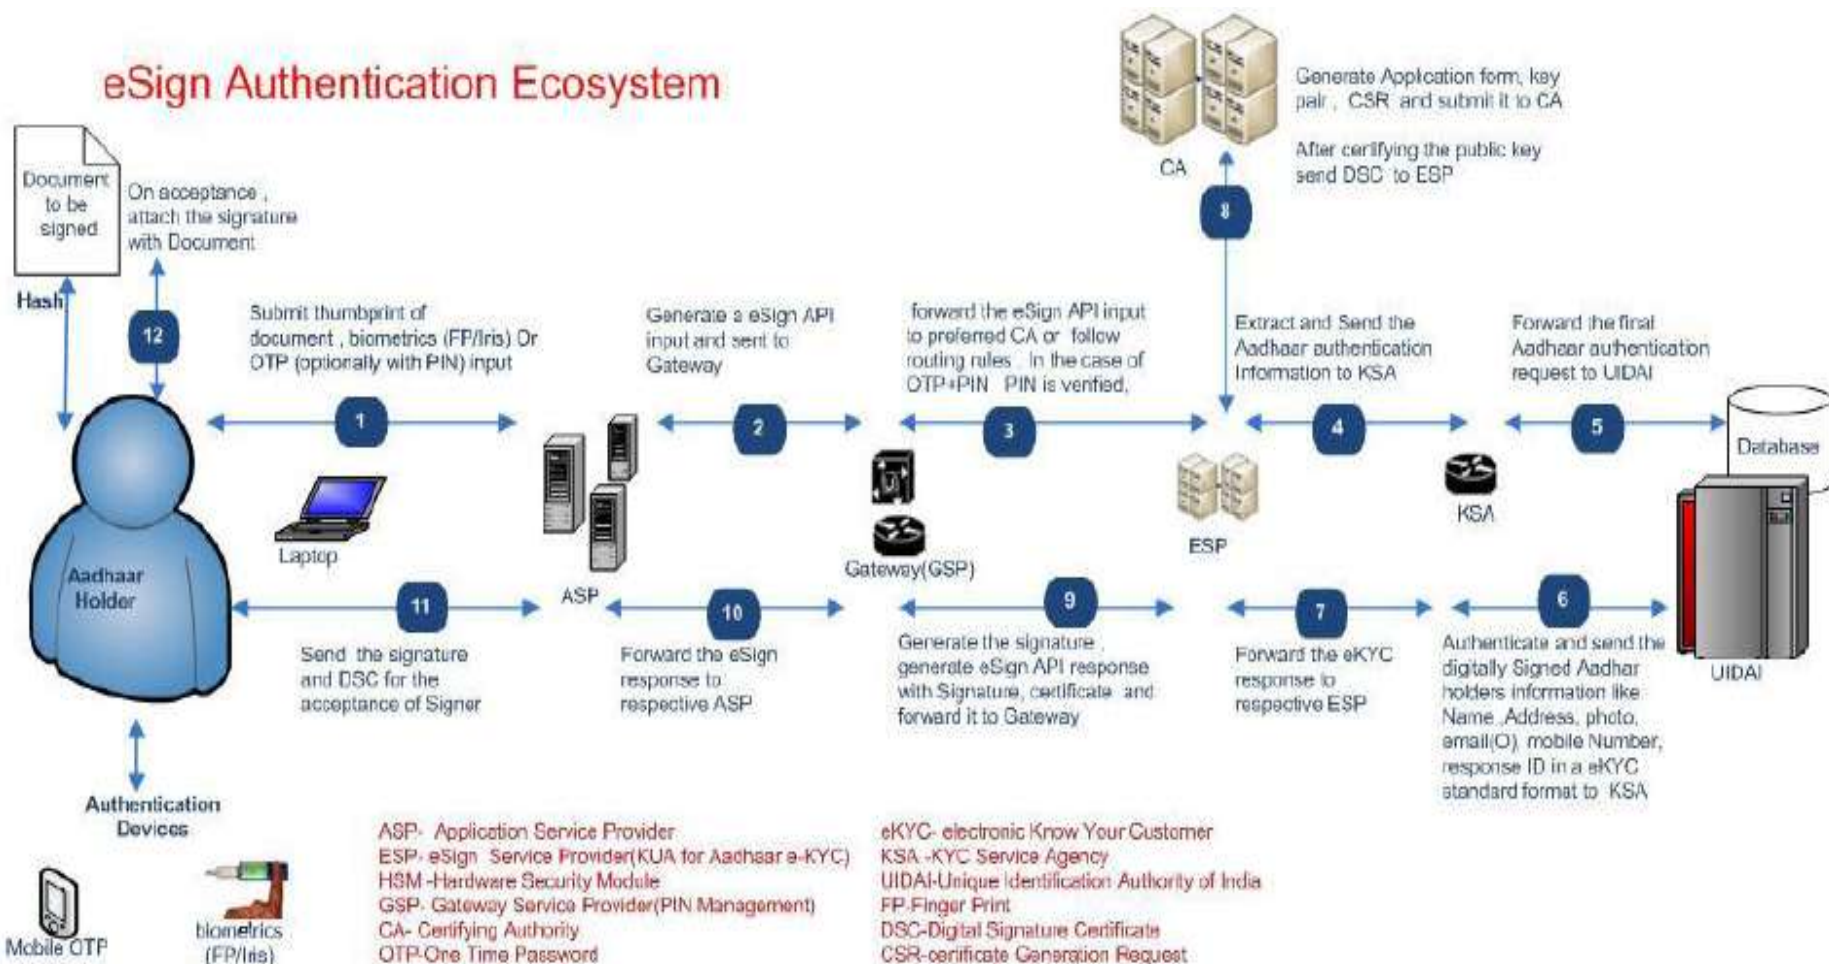 eSign Authentication Ecosystem
Generate Application form, key
pair , CSR and submit it to CA
After certifying the public key
send DSC to ESP
CA
8
Document
to be
signed
On acceptance ,
attach the signature
with Document
Hash
12
Submit thumbprint of
document , biometrics (FP/Iris) Or
OTP (optionally with PIN) input
Generate a eSign API
input and sent to
Gateway
forward the eSign API input
to preferred CA or follow
routing rules . In the case of
OTP+PIN PIN is verified,
Extract and Send the
Aadhaar authentication
Information to KSA
Forward the final
Aadhaar authentication
request to UIDAI
1
2
3
4
5
Database
Laptop
ASP
Gateway(GSP)
ESP
KSA
UIDAI
Aadhaar
Holder
11
10
9
7
6
Send the signature
and DSC for the
acceptance of Signer
Forward the eSign
response to
respective ASP
Generate the signature ,
generate eSign API response
with Signature, certificate and
forward it to Gateway
Forward the eKYC
response to
respective ESP
Authenticate and send the
digitally Signed Aadhar
holders information like
Name ,Address, photo,
email(O), mobile Number,
response ID in a eKYC
standard format to KSA
Authentication
Devices
Mobile OTP
biometrics
(FP/Iris)
ASP- Application Service Provider
ESP- eSign Service Provider(KUA for Aadhaar e-KYC)
HSM -Hardware Security Module
GSP- Gateway Service Provider(PIN Management)
CA- Certifying Authority
OTP-One Time Password
eKYC- electronic Know Your Customer
KSA -KYC Service Agency
UIDAI-Unique Identification Authority of India
FP-Finger Print
DSC-Digital Signature Certificate
CSR-certificate Generation Request